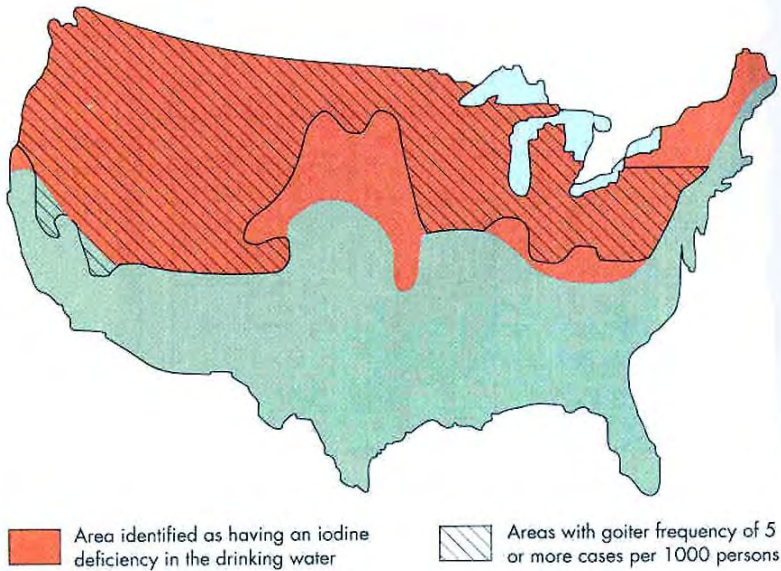 Area identified as having an iodine
deficiency in the drinking water
Areas with goiter frequency of 5
or more cases per 1000 persons